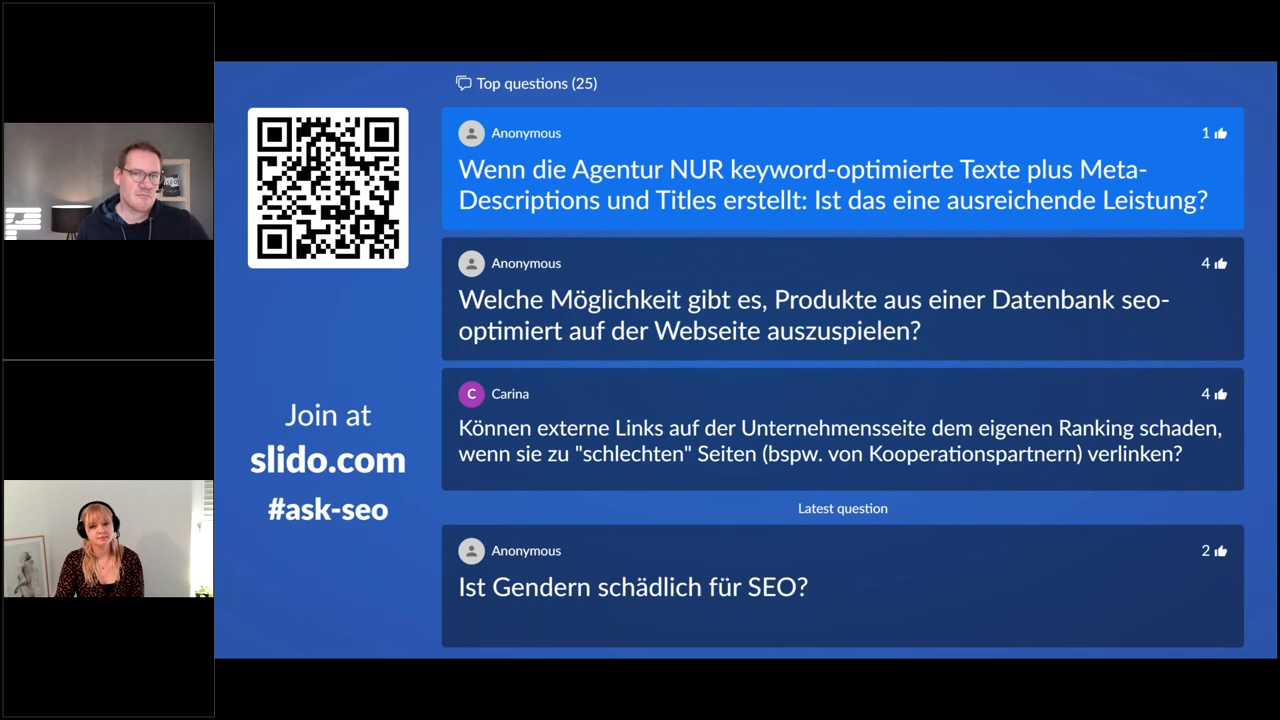 Top questions (25)
Anonymous
1
Wenn die Agentur NUR keyword-optimierte Texte plus Meta-
Descriptions und Titles erstellt: Ist das eine ausreichende Leistung?
Anonymous
4
Welche Möglichkeit gibt es, Produkte aus einer Datenbank seo-
optimiert auf der Webseite auszuspielen?
C
Carina
4
Können externe Links auf der Unternehmensseite dem eigenen Ranking schaden,
wenn sie zu "schlechten" Seiten (bspw. von Kooperationspartnern) verlinken?
Latest question
Anonymous
2
Ist Gendern schädlich für SEO?
Join at
slido.com
#ask-seo